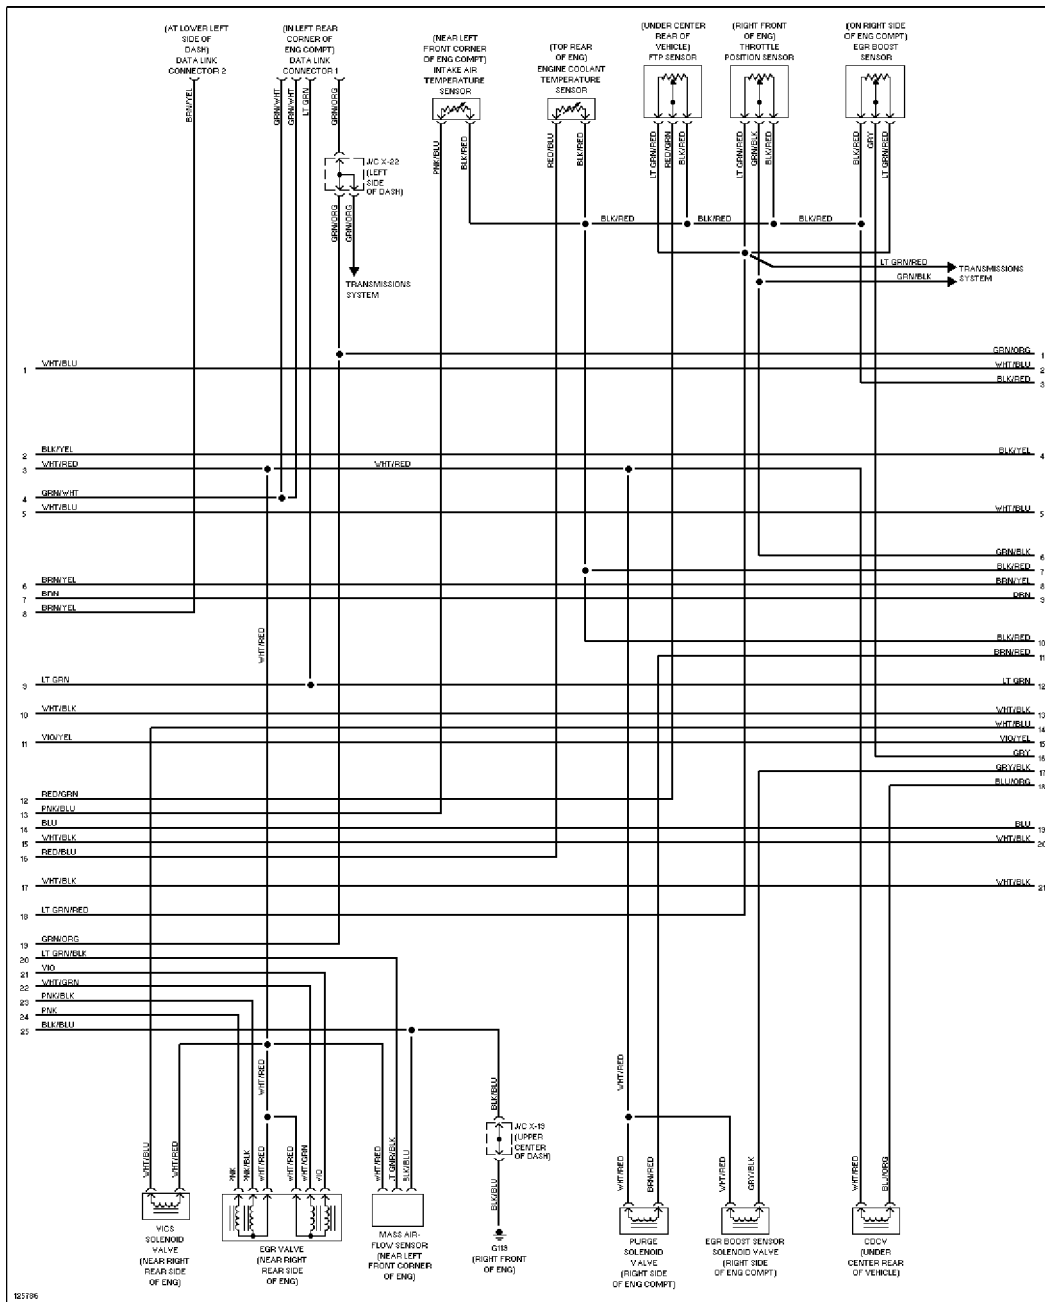 (AT LOWER LEFT
SIDE OF
DASH)
DATA LINK
CONNECTOR 2
(IN LEFT REAR
CORNER OF
ENG COMPT)
DATA LINK
CONNECTOR 1
(NEAR LEFT
FRONT CORNER
OF ENG COMPT)
INTAKE AIR
TEMPERATURE
SENSOR
(TOP REAR
OF ENG)
ENGINE COOLANT
TEMPERATURE
SENSOR
(UNDER CENTER
REAR OF
VEHICLE)
FTP SENSOR
(RIGHT FRONT
OF ENG)
THROTTLE
POSITION SENSOR
(ON RIGHT SIDE
OF ENG COMPT)
EGR BOOST
SENSOR
BRN/YEL
GRN/WHT
GRN/WHT
LT GRN
GRN/ORG
PNK/BLU
BLK/RED
RED/BLU
BLK/RED
LT GRN/RED
RED/GRN
BLK/RED
LT GRN/RED
GRN/BLK
BLK/RED
BLK/RED
GRY
LT GRN/RED
J/C X-22
(LEFT
SIDE
OF DASH)
GRN/ORG
GRN/ORG
BLK/RED
BLK/RED
BLK/RED
TRANSMISSIONS
SYSTEM
LT GRN/RED
GRN/BLK
TRANSMISSIONS
SYSTEM
GRN/ORG 1
1 WHT/BLU
WHT/BLU 2
BLK/RED 3
2 BLK/YEL
BLK/YEL 4
3 WHT/RED
WHT/RED
4 GRN/WHT
5 WHT/BLU
WHT/BLU 5
GRN/BLK 6
BLK/RED 7
6 BRN/YEL
BRN/YEL 8
7 BRN
BRN 9
8 BRN/YEL
WHT/RED
BLK/RED 10
BRN/RED 11
9 LT GRN
LT GRN 12
10 WHT/BLK
WHT/BLK 13
WHT/BLU 14
11 VIO/YEL
VIO/YEL 15
GRY 16
GRY/BLK 17
BLU/ORG 18
12 RED/GRN
13 PNK/BLU
14 BLU
BLU 19
15 WHT/BLK
WHT/BLK 20
16 RED/BLU
17 WHT/BLK
WHT/BLK 21
18 LT GRN/RED
19 GRN/ORG
20 LT GRN/BLK
21 VIO
22 WHT/GRN
23 PNK/BLK
24 PNK
25 BLK/BLU
WHT/RED
BLK/BLU
WHT/RED
J/C X-19
(UPPER
CENTER
OF DASH)
WHT/BLU
WHT/RED
PNK
PNK/BLK
WHT/RED
WHT/RED
WHT/GRN
VIO
WHT/RED
LT GNR/BLK
BLK/BLU
BLK/BLU
WHT/RED
BRN/RED
WHT/RED
GRY/BLK
WHT/RED
BLU/ORG
VICS
SOLENOID
VALVE
(NEAR RIGHT
REAR SIDE
OF ENG)
EGR VALVE
(NEAR RIGHT
REAR SIDE
OF ENG)
MASS AIR-
FLOW SENSOR
(NEAR LEFT
FRONT CORNER
OF ENG)
G113
(RIGHT FRONT
OF ENG)
PURGE
SOLENOID
VALVE
(RIGHT SIDE
OF ENG COMPT)
EGR BOOST SENSOR
SOLENOID VALVE
(RIGHT SIDE
OF ENG COMPT)
CDCV
(UNDER
CENTER REAR
OF VEHICLE)
125786